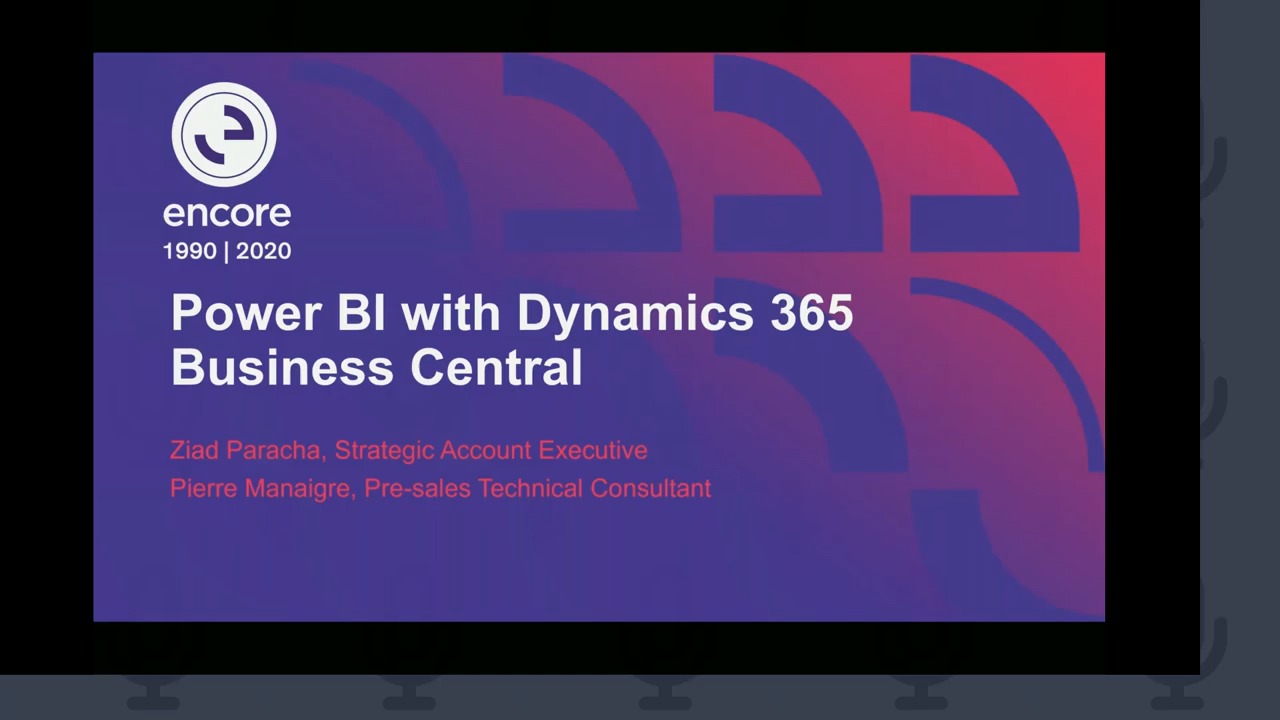 encore
1990 | 2020
Power BI with Dynamics 365
Business Central
Ziad Paracha, Strategic Account Executive
Pierre Manaigre, Pre-sales Technical Consultant